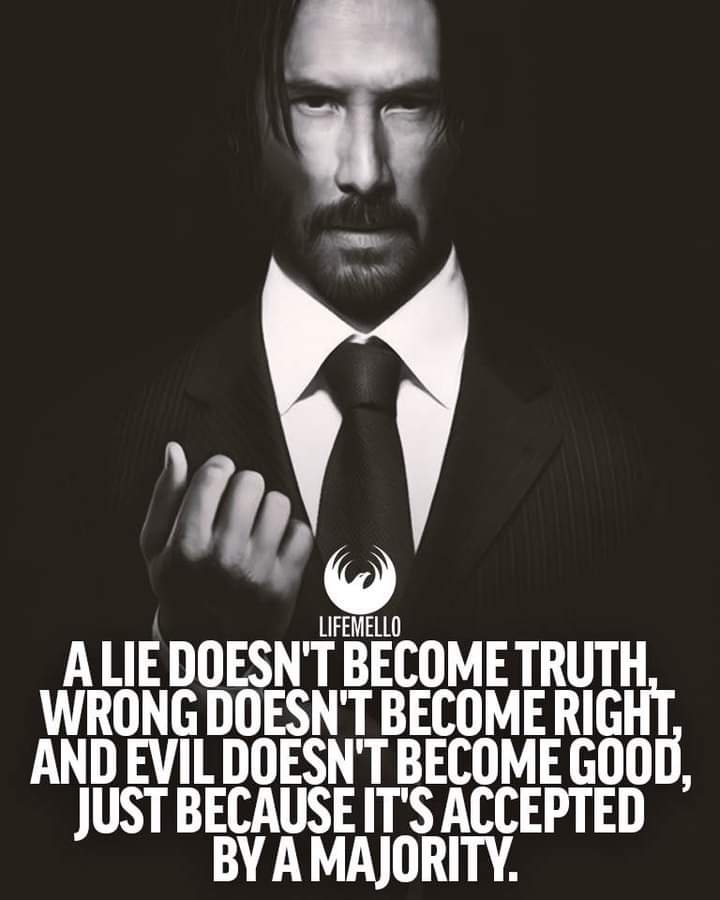 LIFEMELLO
A LIE DOESN'T BECOME TRUTH,
WRONG DOESN'T BECOME RIGHT,
AND EVIL DOESN'T BECOME GOOD,
JUST BECAUSE IT'S ACCEPTED
BY A MAJORITY.